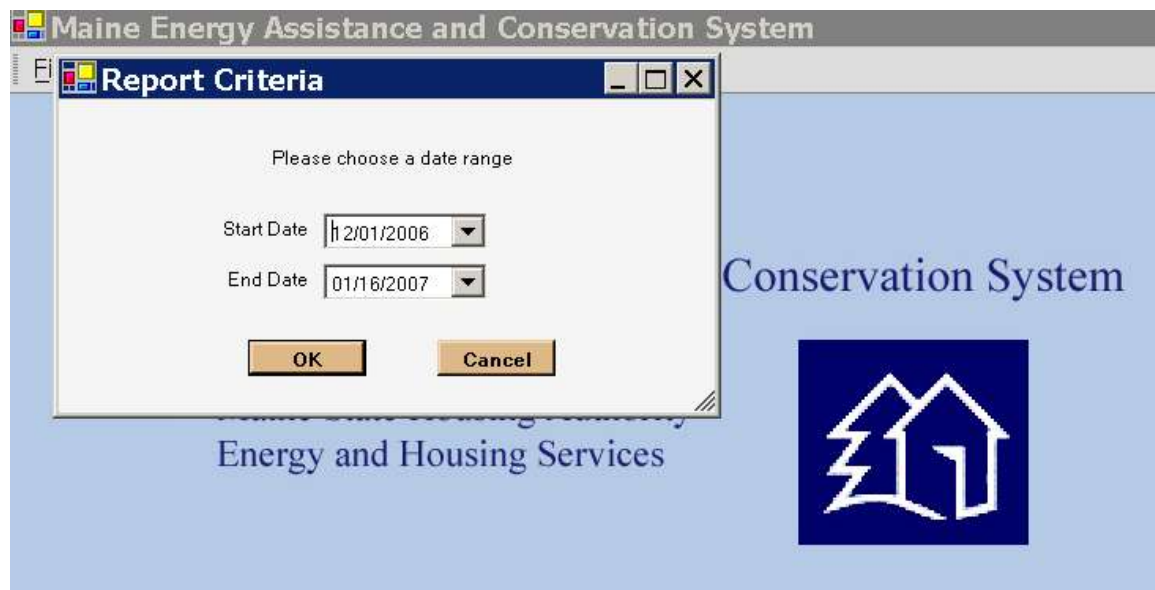 Maine Energy Assistance and Conservation System
Fi
Report Criteria
Please choose a date range
Start Date 12/01/2006
End Date 01/16/2007
OK Cancel
Conservation System
Energy and Housing Services